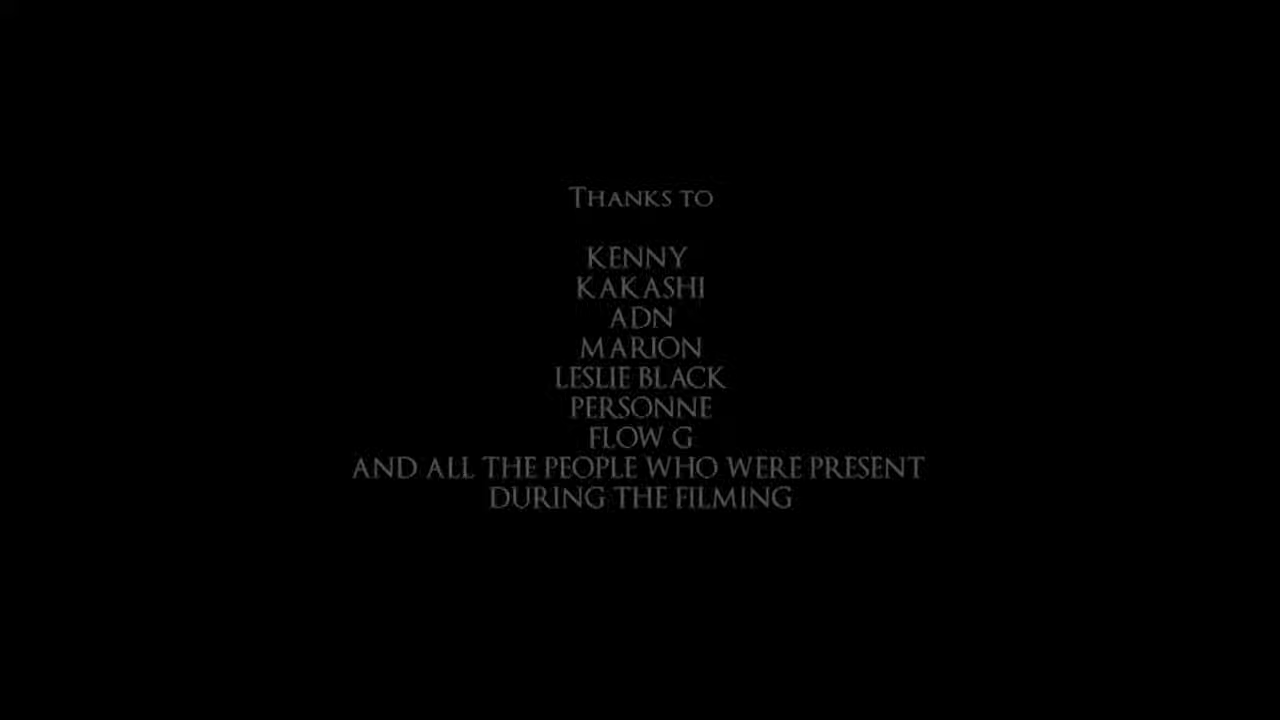 Thanks to
KENNY
KAKASHI
ADN
MARION
LESLIE BLACK
PERSONNE
FLOW G
AND ALL THE PEOPLE WHO WERE PRESENT
DURING THE FILMING